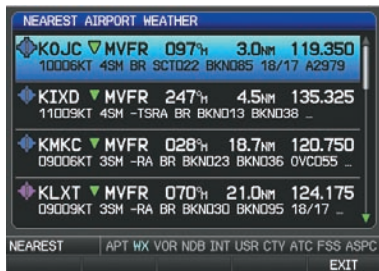 NEAREST AIRPORT WEATHER
KOJC MVFR 097°M 3.0NM 119.350
10006KT 4SM BR SCT022 BKN085 18/17 A2979
KIXD MVFR 247°M 4.5NM 135.325
11009KT 4SM -TSRA BR BKN013 BKN038 …
KMKC MVFR 028°M 18.7NM 120.750
09006KT 3SM -RA BR BKN023 BKN036 OVC055 …
KLXT MVFR 070°M 21.0NM 124.175
09009KT 3SM -RA BR BKN030 BKN095 18/17 …
NEAREST APT WX VOR NDB INT USR CTY ATC FSS ASPC
EXIT